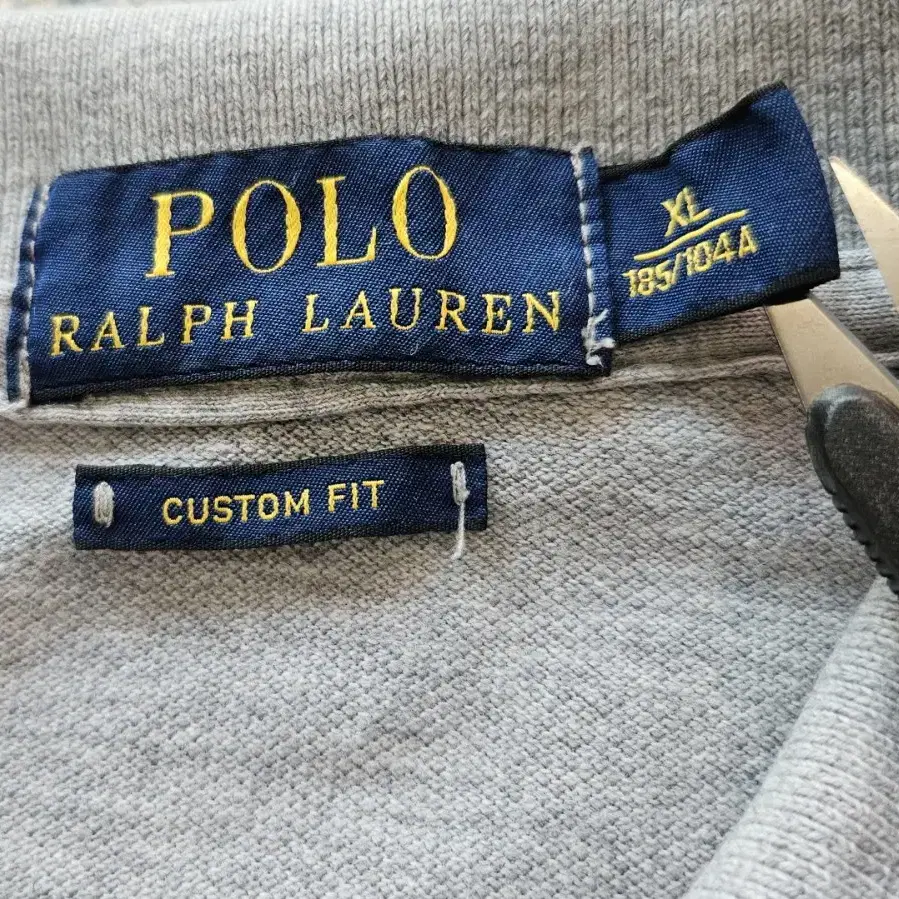 POLO
RALPH LAUREN
XL
185/104A
CUSTOM FIT